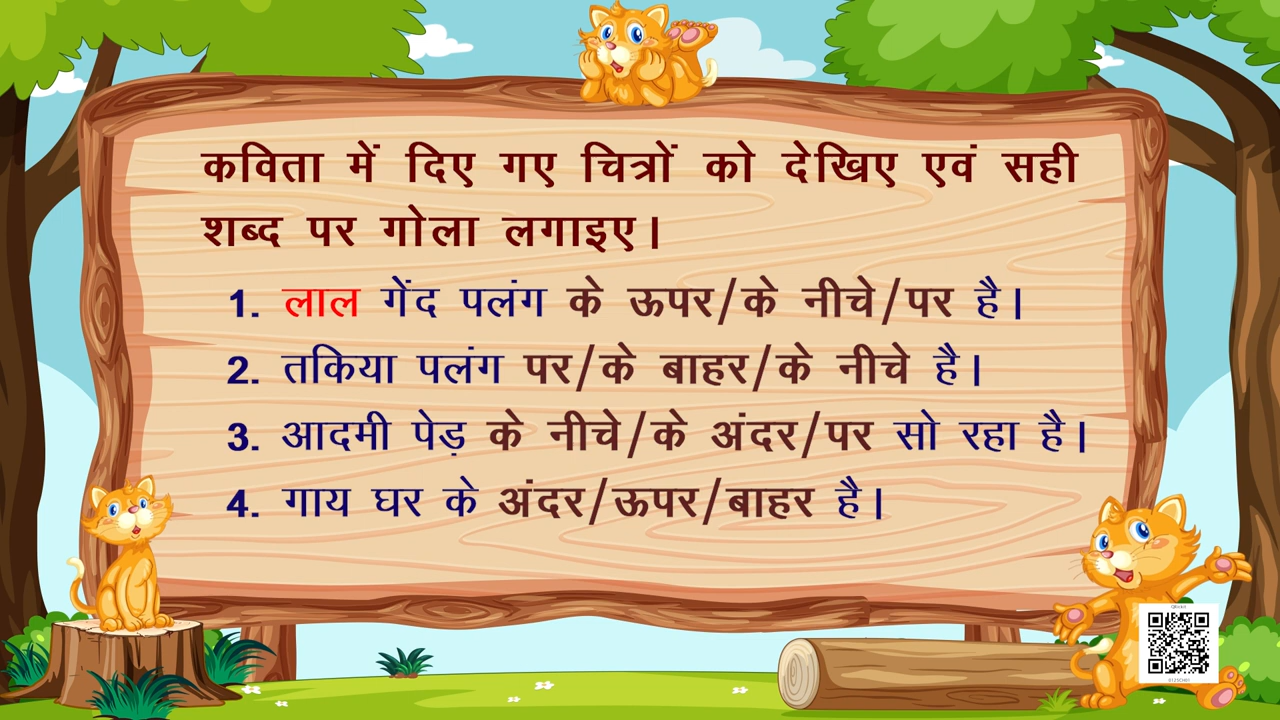 कविता में दिए गए चित्रों को देखिए एवं सही
शब्द पर गोला लगाइए।
1. लाल गेंद पलंग के ऊपर/के नीचे/पर है।
2. तकिया पलंग पर/के बाहर/के नीचे है।
3. आदमी पेड़ के नीचे/के अंदर/पर सो रहा है।
4. गाय घर के अंदर/ऊपर/बाहर है।
0125CH01